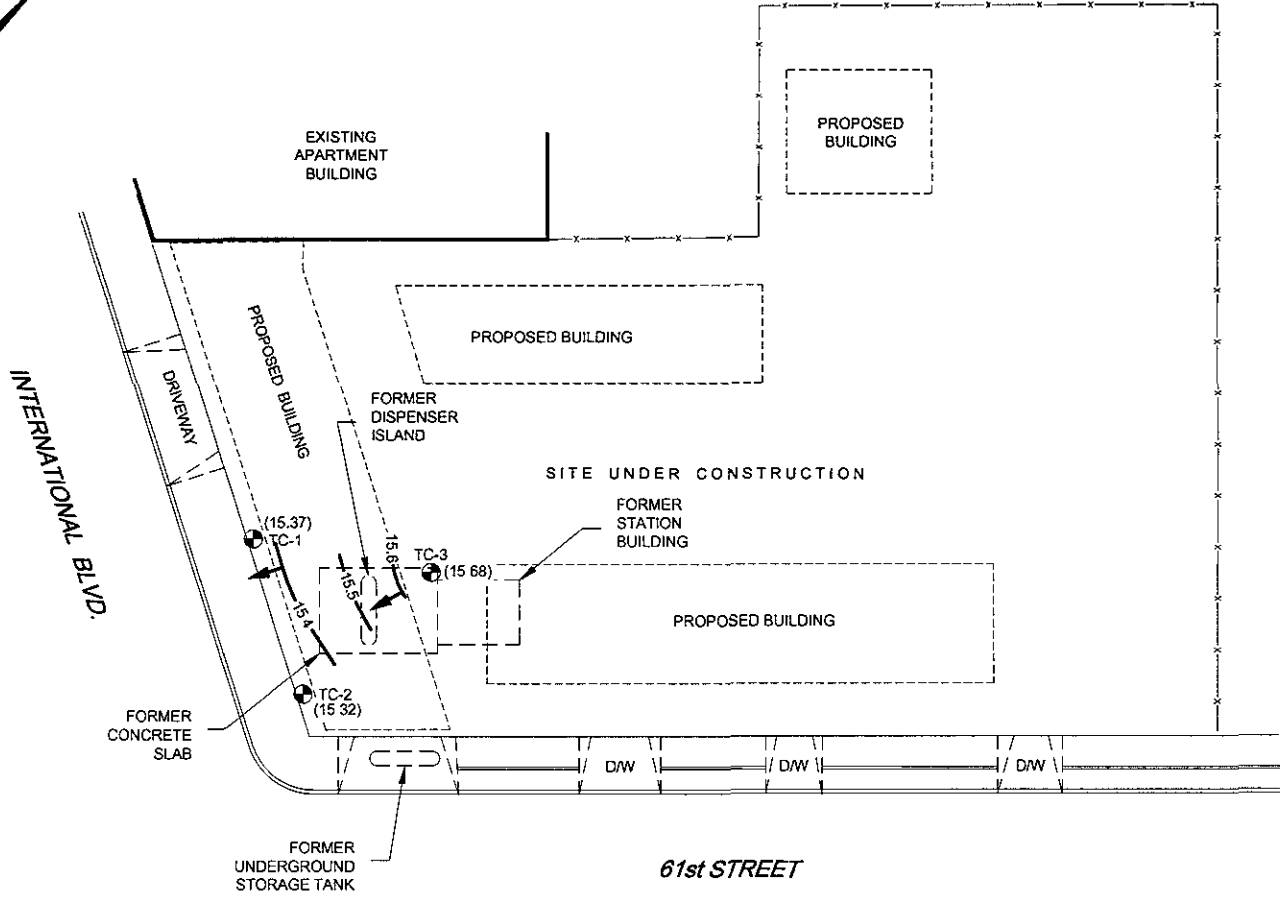 EXISTING
APARTMENT
BUILDING
PROPOSED
BUILDING
PROPOSED BUILDING
PROPOSED BUILDING
DRIVEWAY
INTERNATIONAL BLVD.
FORMER
DISPENSER
ISLAND
SITE UNDER CONSTRUCTION
FORMER
STATION
BUILDING
(15.37)
TC-1
15.6
TC-3
(15 68)
15.5
15 4
PROPOSED BUILDING
TC-2
(15 32)
FORMER
CONCRETE
SLAB
D/W
D/W
D/W
FORMER
UNDERGROUND
STORAGE TANK
61st STREET